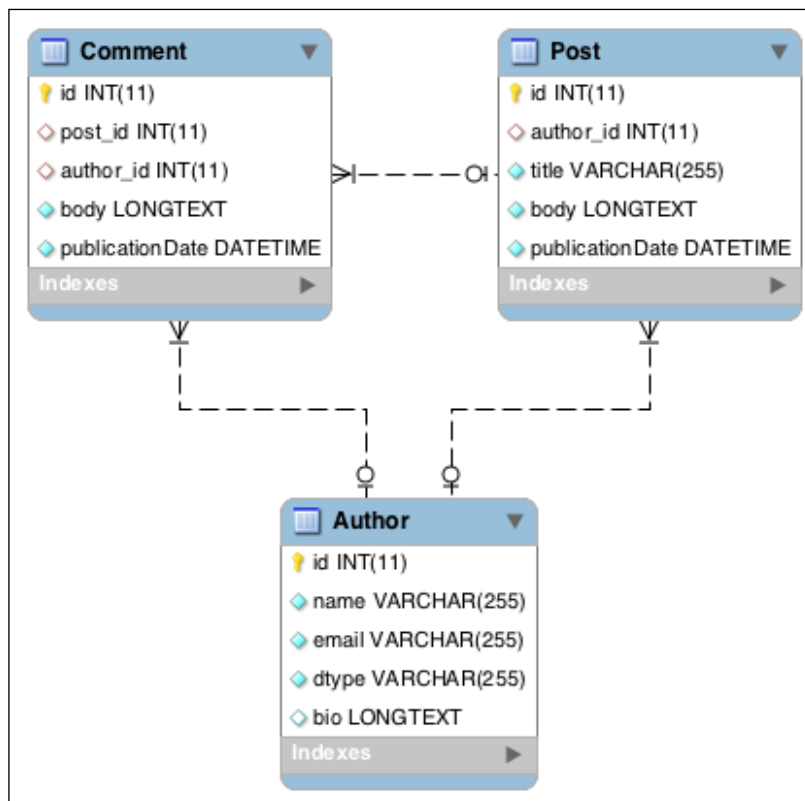 Comment
id INT(11)
post_id INT(11)
author_id INT(11)
body LONGTEXT
publicationDate DATETIME
Indexes
Post
id INT(11)
author_id INT(11)
title VARCHAR(255)
body LONGTEXT
publicationDate DATETIME
Indexes
Author
id INT(11)
name VARCHAR(255)
email VARCHAR(255)
dtype VARCHAR(255)
bio LONGTEXT
Indexes